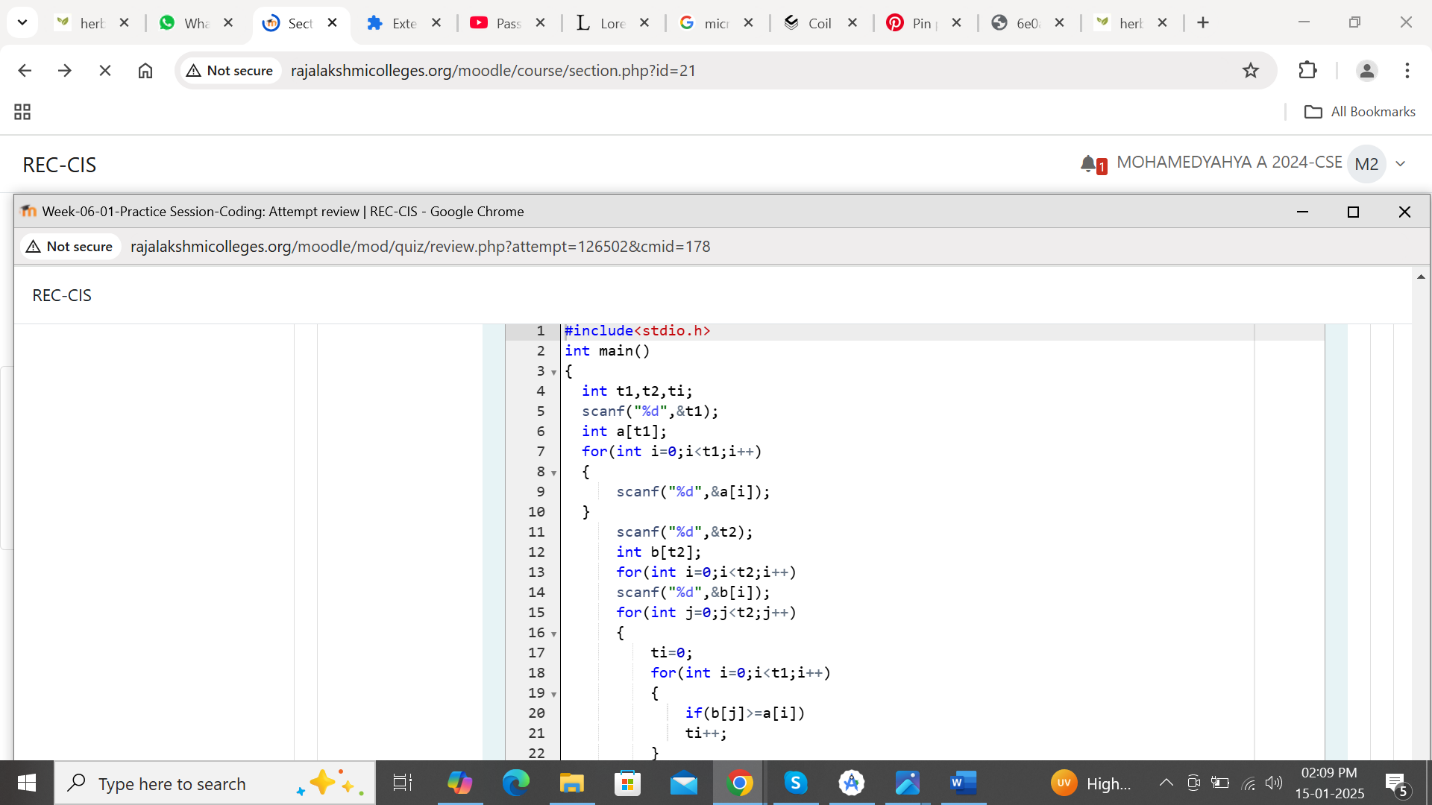 herb
Wha
Sect
Exte
Pass
Lore
micr
Coil
Pin
6e0
herb
Not secure
rajalakshmicolleges.org/moodle/course/section.php?id=21
All Bookmarks
REC-CIS
1
MOHAMEDYAHYA A 2024-CSE
M2
Week-06-01-Practice Session-Coding: Attempt review | REC-CIS - Google Chrome
Not secure
rajalakshmicolleges.org/moodle/mod/quiz/review.php?attempt=126502&cmid=178
REC-CIS
1 #include<stdio.h>
2 int main()
3 {
4 int t1,t2,ti;
5 scanf("%d",&t1);
6 int a[t1];
7 for(int i=0;i<t1;i++)
8 {
9 scanf("%d",&a[i]);
10 }
11 scanf("%d",&t2);
12 int b[t2];
13 for(int i=0;i<t2;i++)
14 scanf("%d",&b[i]);
15 for(int j=0;j<t2;j++)
16 {
17 ti=0;
18 for(int i=0;i<t1;i++)
19 {
20 if(b[j]>=a[i])
21 ti++;
22 }
Type here to search
UV
High...
02:09 PM
15-01-2025
5